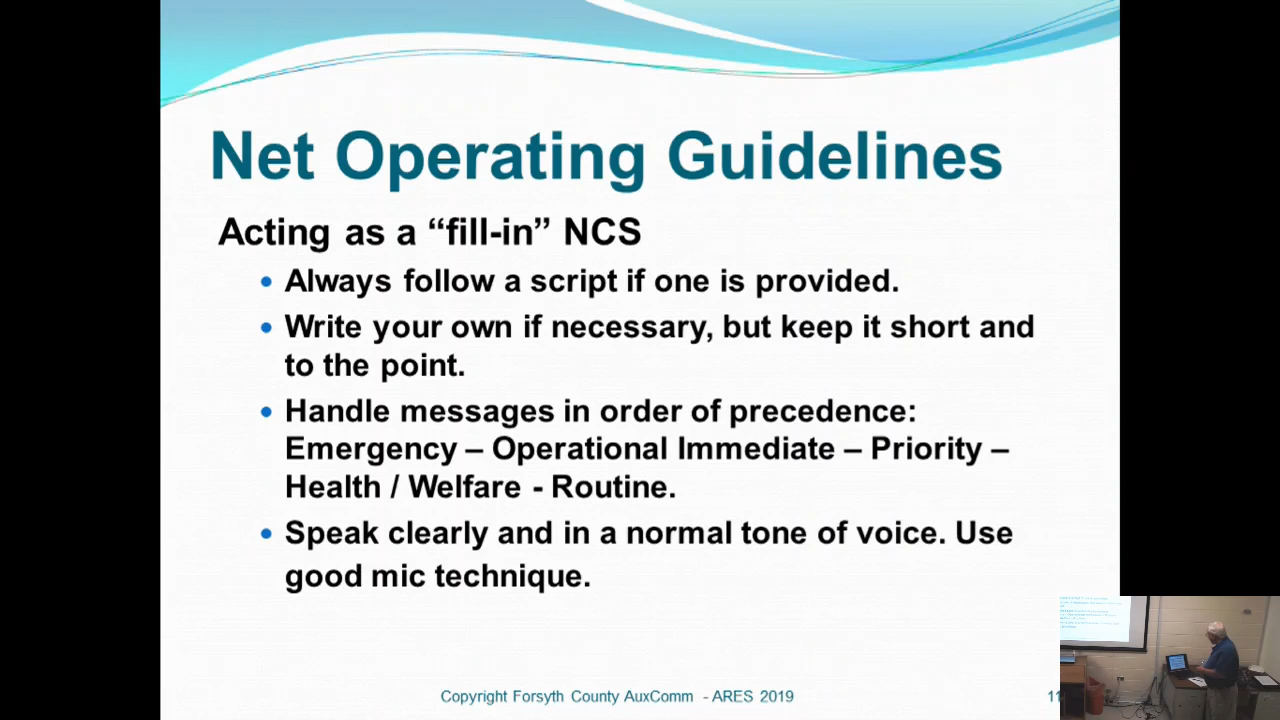 Net Operating Guidelines
Acting as a “fill-in” NCS
Always follow a script if one is provided.
Write your own if necessary, but keep it short and
to the point.
Handle messages in order of precedence:
Emergency – Operational Immediate – Priority –
Health / Welfare - Routine.
Speak clearly and in a normal tone of voice. Use
good mic technique.
Copyright Forsyth County AuxComm - ARES 2019
11